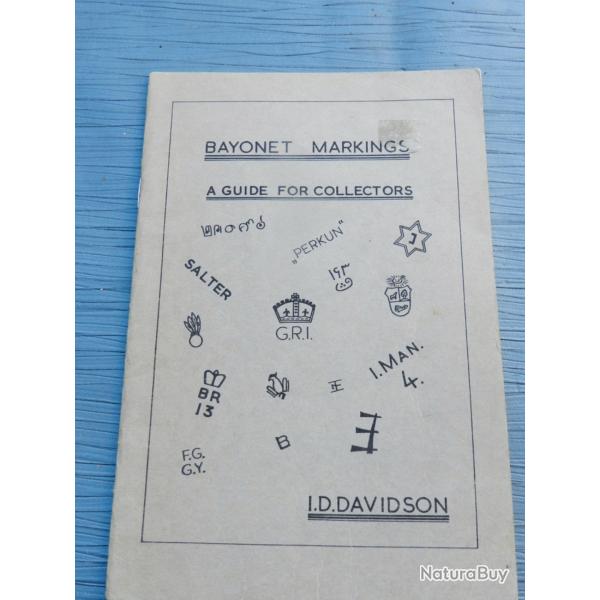 BAYONET MARKINGS
A GUIDE FOR COLLECTORS
„PERKUN"
J
SALTER
G.R.I.
I. MAN.
4.
BR
13
B
F.G.
G.Y.
I.D.DAVIDSON
NaturaBuy